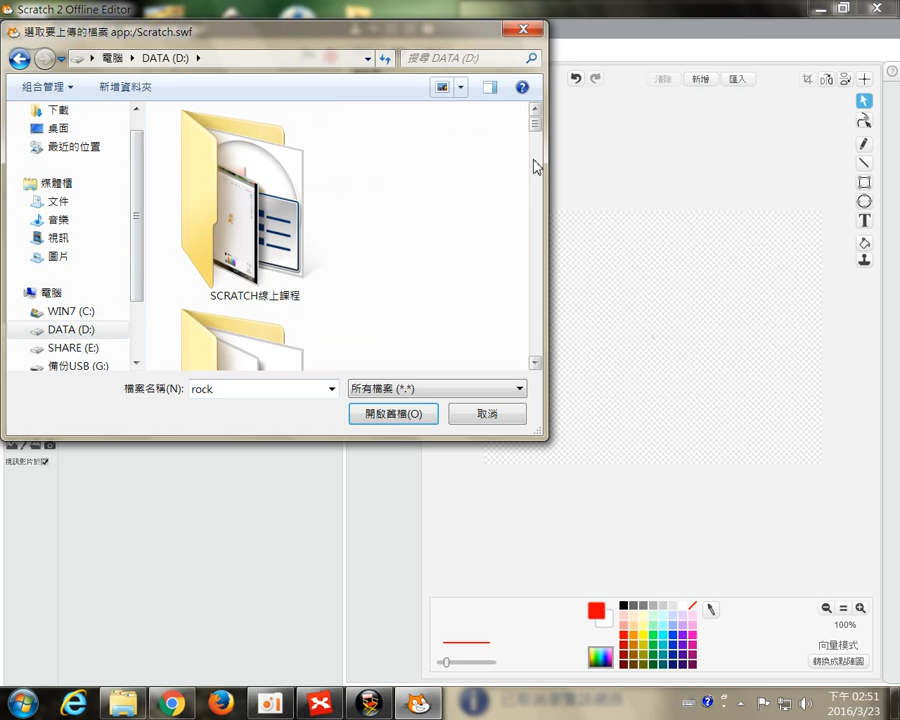 Scratch 2 Offline Editor
選取要上傳的檔案 app:/Scratch.swf
電腦 DATA (D:)
搜尋 DATA (D:)
組合管理 新增資料夾
清除 新增 匯入
下載
桌面
最近的位置
媒體櫃
文件
音樂
視訊
圖片
電腦
WIN7 (C:)
DATA (D:)
SHARE (E:)
備份USB (G:)
SCRATCH線上課程
檔案名稱(N): rock
所有檔案 (*.*)
開啟舊檔(O) 取消
視訊影片於
T
100%
向量模式
轉換成點陣圖
下午 02:51
2016/3/23